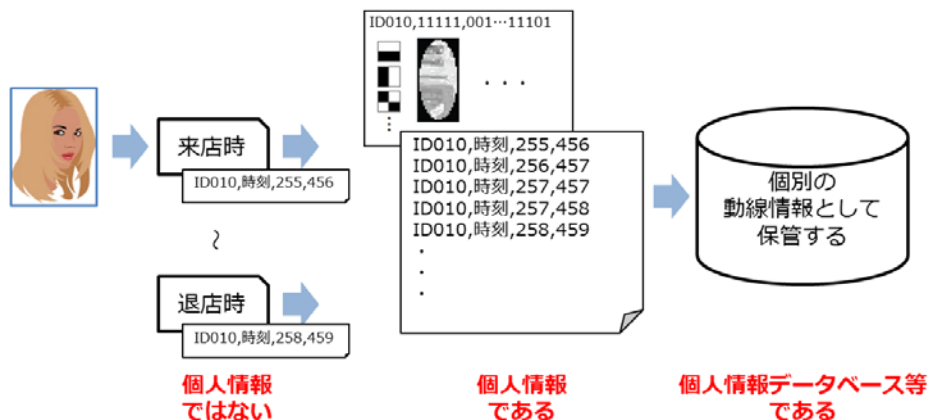 ID010,11111,001…11101
来店時
ID010,時刻,255,456
～
退店時
ID010,時刻,258,459
ID010,時刻,255,456
ID010,時刻,256,457
ID010,時刻,257,457
ID010,時刻,257,458
ID010,時刻,258,459
個別の
動線情報として
保管する
個人情報
ではない
個人情報
である
個人情報データベース等
である